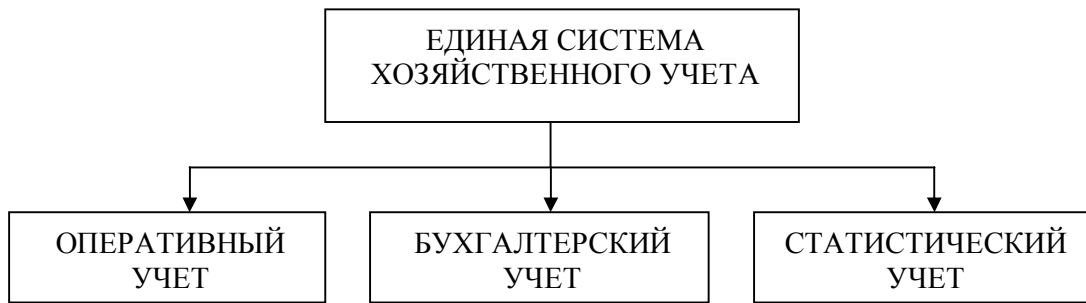 ЕДИНАЯ СИСТЕМА
ХОЗЯЙСТВЕННОГО УЧЕТА
ОПЕРАТИВНЫЙ
УЧЕТ
БУХГАЛТЕРСКИЙ
УЧЕТ
СТАТИСТИЧЕСКИЙ
УЧЕТ